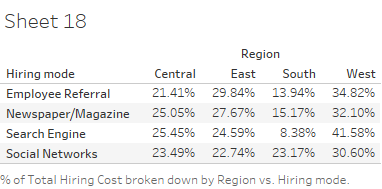 Sheet 18
Region
Hiring mode Central East South West
Employee Referral 21.41% 29.84% 13.94% 34.82%
Newspaper/Magazine 25.05% 27.67% 15.17% 32.10%
Search Engine 25.45% 24.59% 8.38% 41.58%
Social Networks 23.49% 22.74% 23.17% 30.60%
% of Total Hiring Cost broken down by Region vs. Hiring mode.